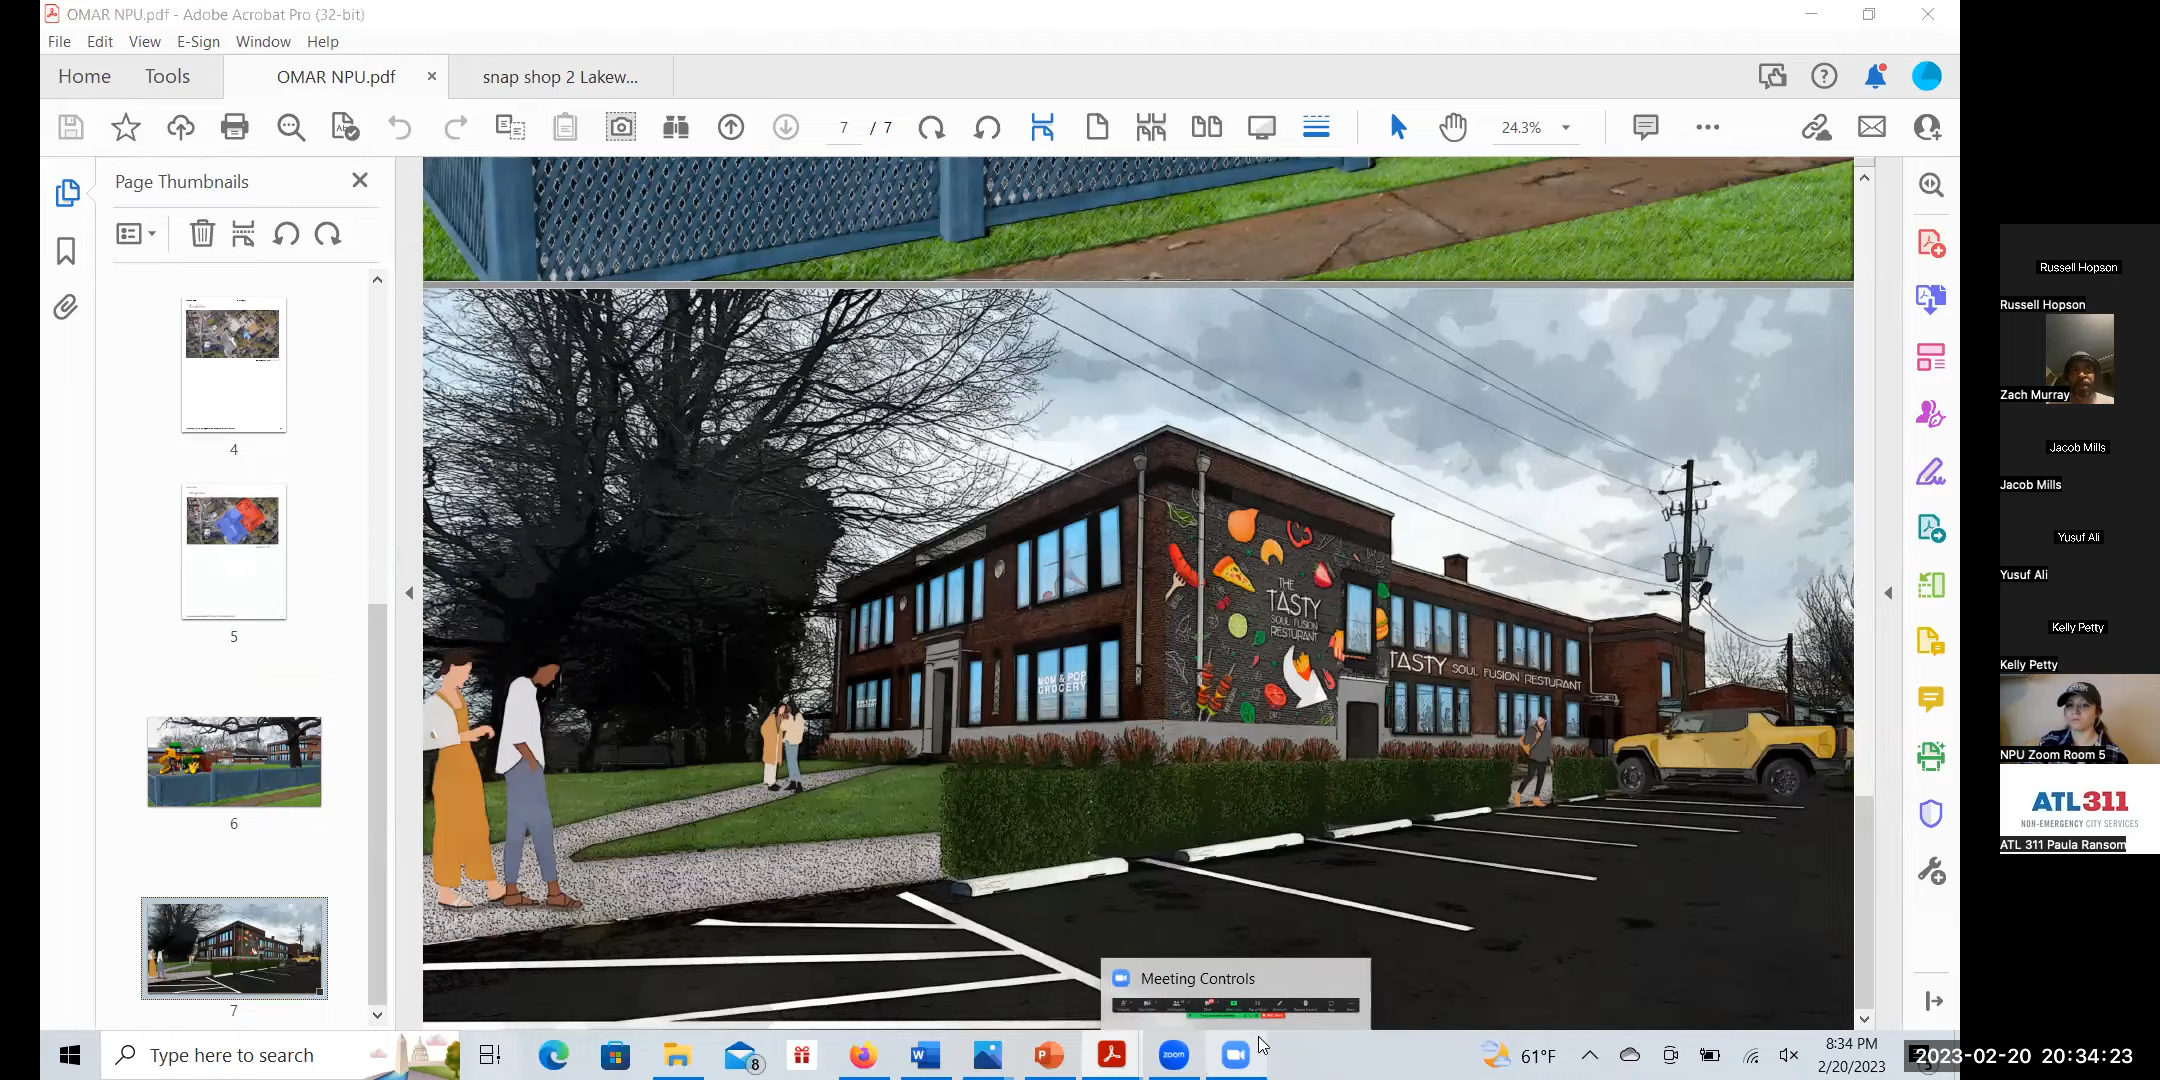 OMAR NPU.pdf - Adobe Acrobat Pro (32-bit)
File Edit View E-Sign Window Help
Home Tools OMAR NPU.pdf × snap shop 2 Lakew...
7 / 7 24.3%
Page Thumbnails
4
5
6
7
THE
TASTY
SOUL FUSION
RESTURANT
TASTY SOUL FUSION RESTURANT
MOM & POP
GROCERY
MOM & POP
GROCERY
Meeting Controls
Russell Hopson
Russell Hopson
Zach Murray
Jacob Mills
Jacob Mills
Yusuf Ali
Yusuf Ali
Kelly Petty
Kelly Petty
NPU Zoom Room 5
ATL311
NON-EMERGENCY CITY SERVICES
ATL 311 Paula Ransom
Type here to search
8
zoom
61°F
8:34 PM
2/20/2023
2023-02-20 20:34:23